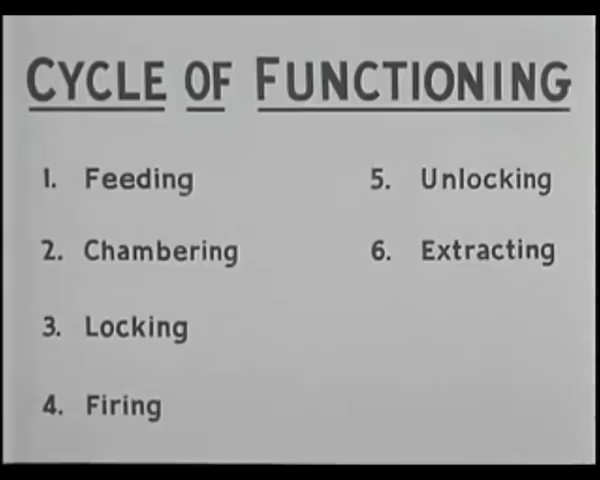 CYCLE OF FUNCTIONING
1. Feeding
2. Chambering
3. Locking
4. Firing
5. Unlocking
6. Extracting